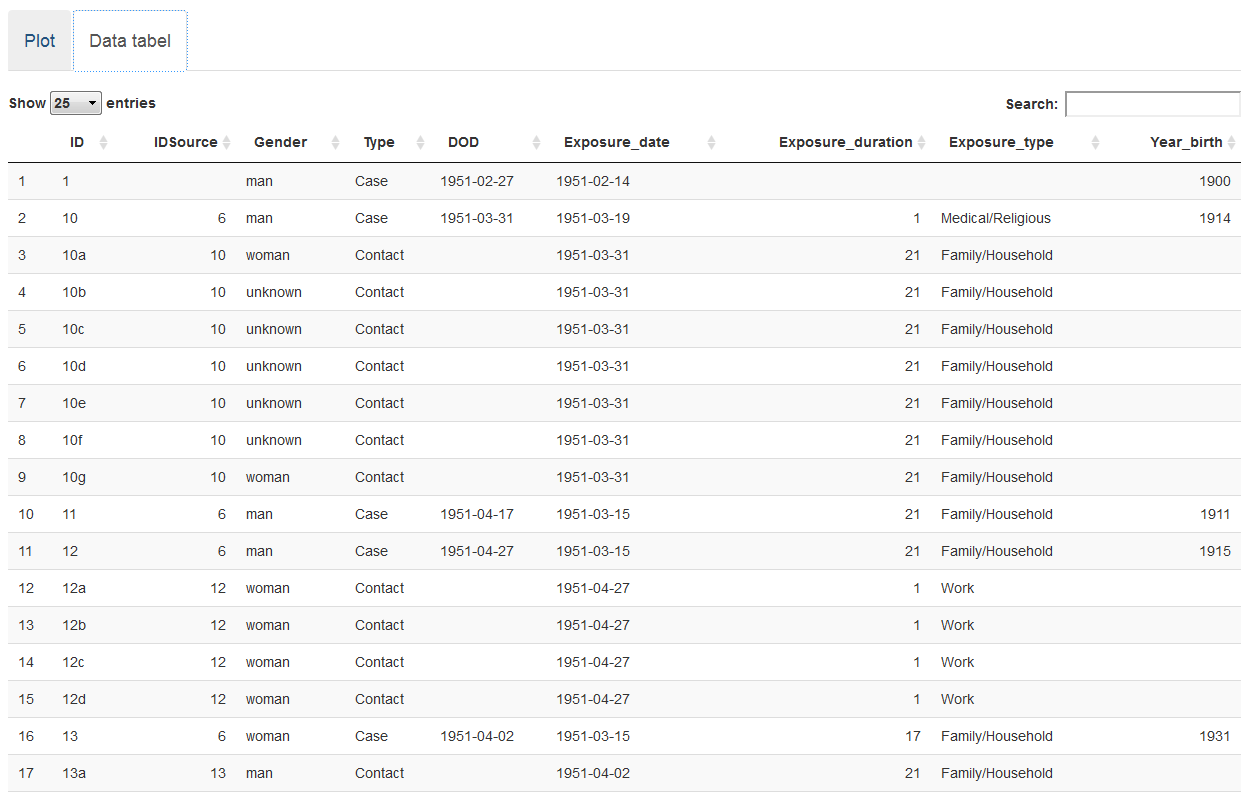 Plot Data tabel
Show 25 entries Search:
ID IDSource Gender Type DOD Exposure_date Exposure_duration Exposure_type Year_birth
1 1 man Case 1951-02-27 1951-02-14 1900
2 10 6 man Case 1951-03-31 1951-03-19 1 Medical/Religious 1914
3 10a 10 woman Contact 1951-03-31 21 Family/Household
4 10b 10 unknown Contact 1951-03-31 21 Family/Household
5 10c 10 unknown Contact 1951-03-31 21 Family/Household
6 10d 10 unknown Contact 1951-03-31 21 Family/Household
7 10e 10 unknown Contact 1951-03-31 21 Family/Household
8 10f 10 unknown Contact 1951-03-31 21 Family/Household
9 10g 10 woman Contact 1951-03-31 21 Family/Household
10 11 6 man Case 1951-04-17 1951-03-15 21 Family/Household 1911
11 12 6 man Case 1951-04-27 1951-03-15 21 Family/Household 1915
12 12a 12 woman Contact 1951-04-27 1 Work
13 12b 12 woman Contact 1951-04-27 1 Work
14 12c 12 woman Contact 1951-04-27 1 Work
15 12d 12 woman Contact 1951-04-27 1 Work
16 13 6 woman Case 1951-04-02 1951-03-15 17 Family/Household 1931
17 13a 13 man Contact 1951-04-02 21 Family/Household